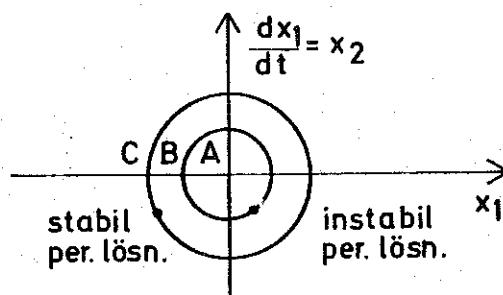 dx₁/dt = x₂
C B A
x₁
stabil
per. lösn.
instabil
per. lösn.